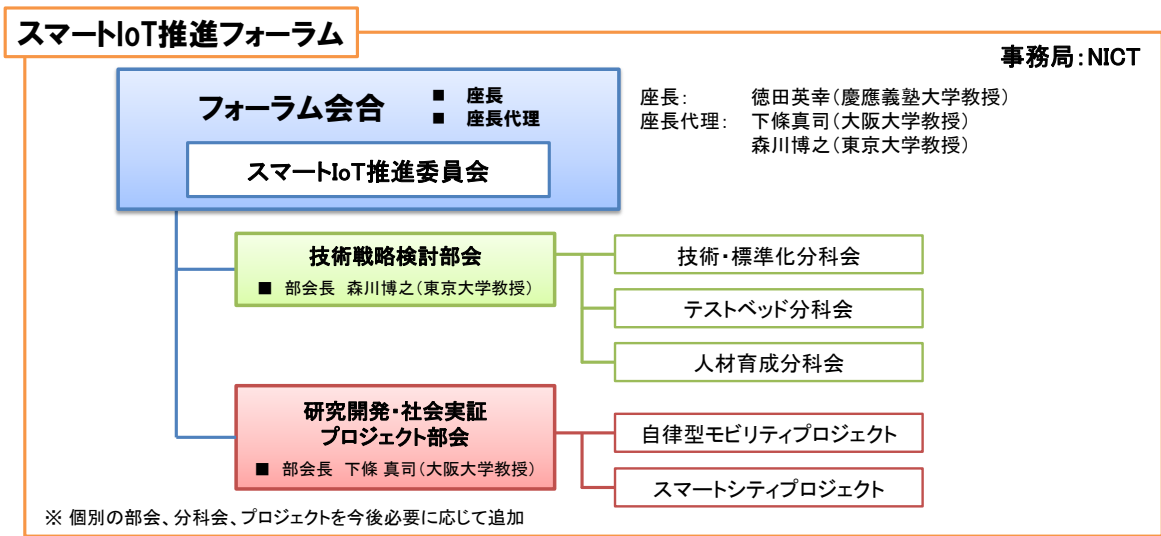 スマートIoT推進フォーラム
事務局:NICT
フォーラム会合
■ 座長
■ 座長代理
スマートIoT推進委員会
座長: 徳田英幸(慶應義塾大学教授)
座長代理: 下條真司(大阪大学教授)
森川博之(東京大学教授)
技術戦略検討部会
■ 部会長 森川博之(東京大学教授)
技術・標準化分科会
テストベッド分科会
人材育成分科会
研究開発・社会実証
プロジェクト部会
■ 部会長 下條 真司(大阪大学教授)
自律型モビリティプロジェクト
スマートシティプロジェクト
※ 個別の部会、分科会、プロジェクトを今後必要に応じて追加